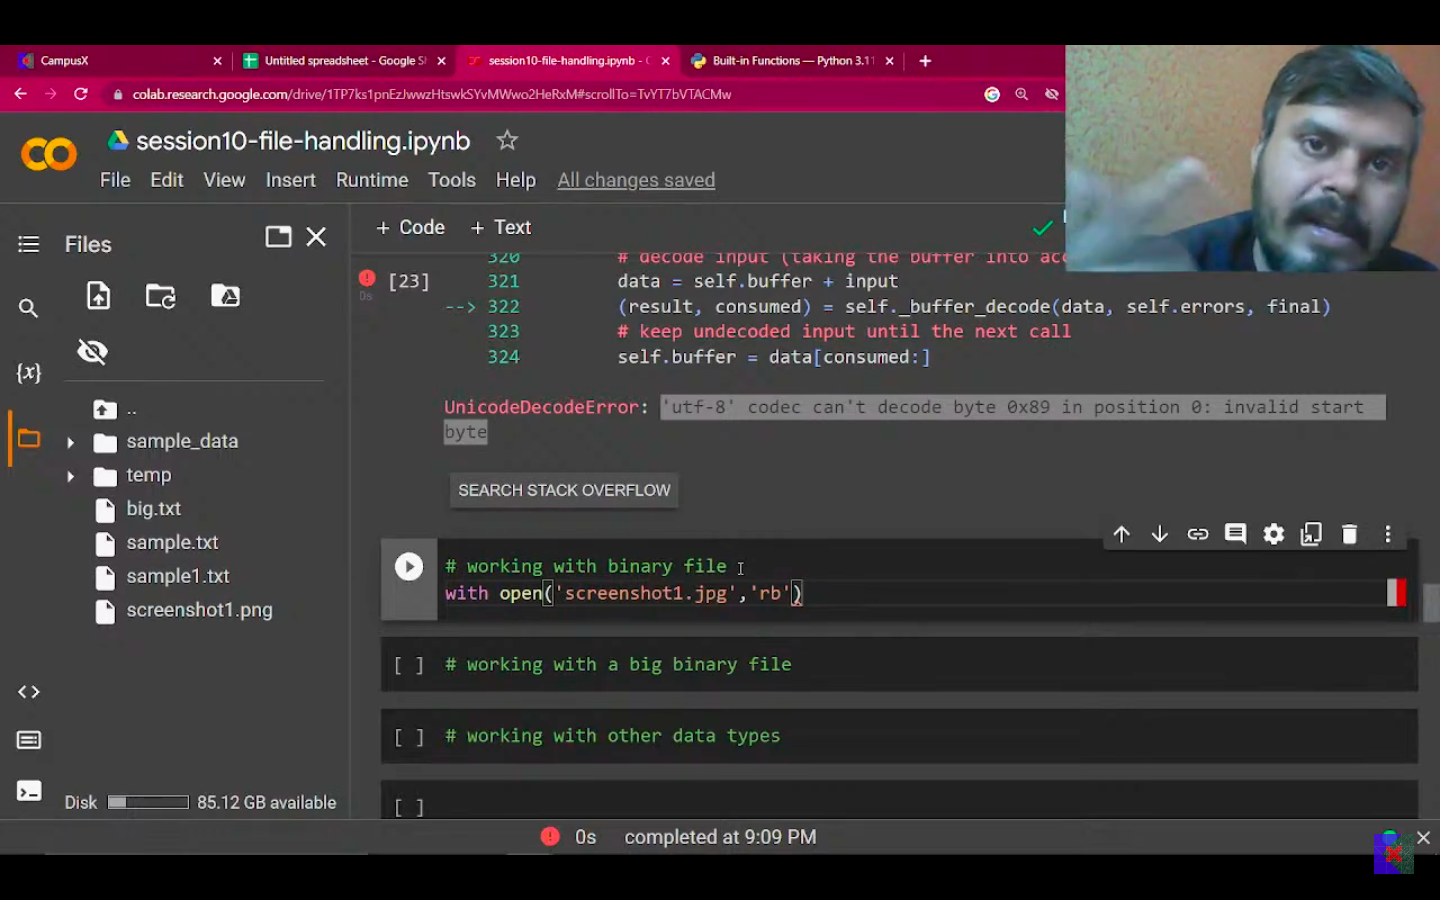 CampusX
Untitled spreadsheet - Google S
session10-file-handling.ipynb - C
Built-in Functions — Python 3.11
colab.research.google.com/drive/1TP7ks1pnEzJwwzHtswkSYvMWwo2HeRxM#scrollTo=TvYT7bVTACMw
session10-file-handling.ipynb
File Edit View Insert Runtime Tools Help All changes saved
Files
+ Code + Text
320 # decode input (taking the buffer into acc
[23] 321 data = self.buffer + input
0s
--> 322 (result, consumed) = self._buffer_decode(data, self.errors, final)
323 # keep undecoded input until the next call
324 self.buffer = data[consumed:]
UnicodeDecodeError: 'utf-8' codec can't decode byte 0x89 in position 0: invalid start
byte
SEARCH STACK OVERFLOW
{x}
..
sample_data
temp
big.txt
sample.txt
sample1.txt
screenshot1.png
# working with binary file
with open('screenshot1.jpg','rb')
[ ] # working with a big binary file
[ ] # working with other data types
[ ]
Disk 85.12 GB available
0s completed at 9:09 PM